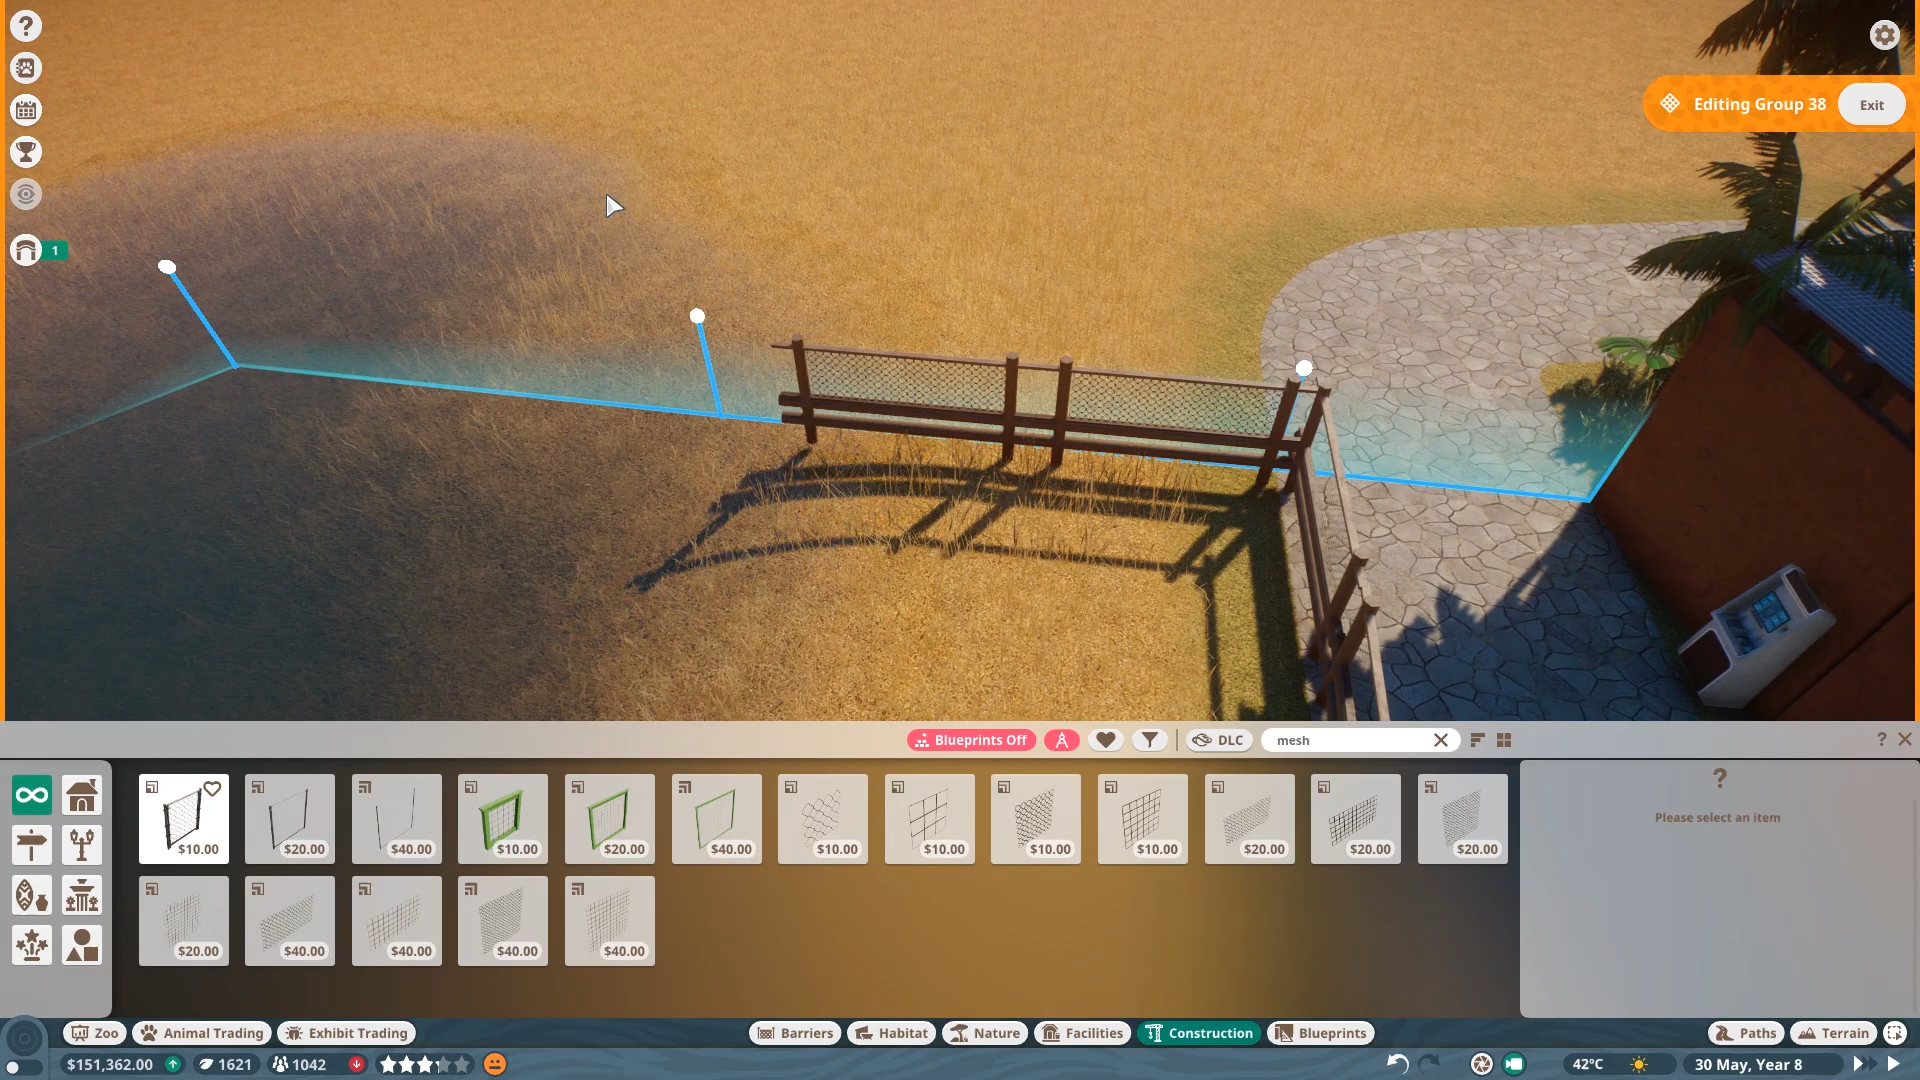 ?
Editing Group 38
Exit
1
Blueprints Off
DLC
mesh
?
?
Please select an item
$10.00
$20.00
$40.00
$10.00
$20.00
$40.00
$10.00
$10.00
$10.00
$10.00
$20.00
$20.00
$20.00
$20.00
$40.00
$40.00
$40.00
$40.00
Zoo
Animal Trading
Exhibit Trading
Barriers
Habitat
Nature
Facilities
Construction
Blueprints
Paths
Terrain
$151,362.00
1621
1042
42°C
30 May, Year 8